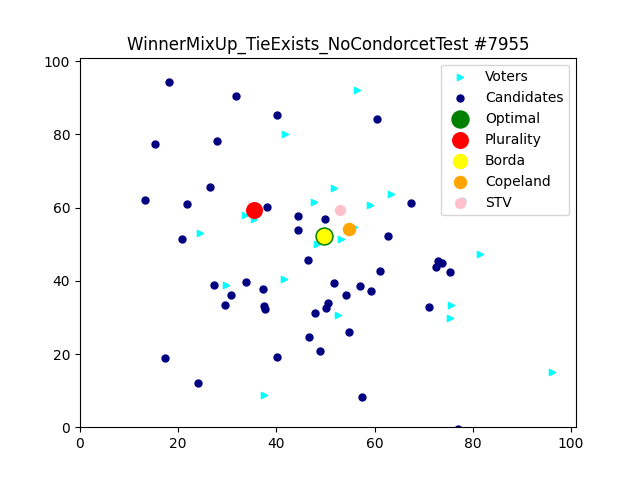 WinnerMixUp_TieExists_NoCondorcetTest #7955
100
80
60
40
20
0
0 20 40 60 80 100
Voters
Candidates
Optimal
Plurality
Borda
Copeland
STV